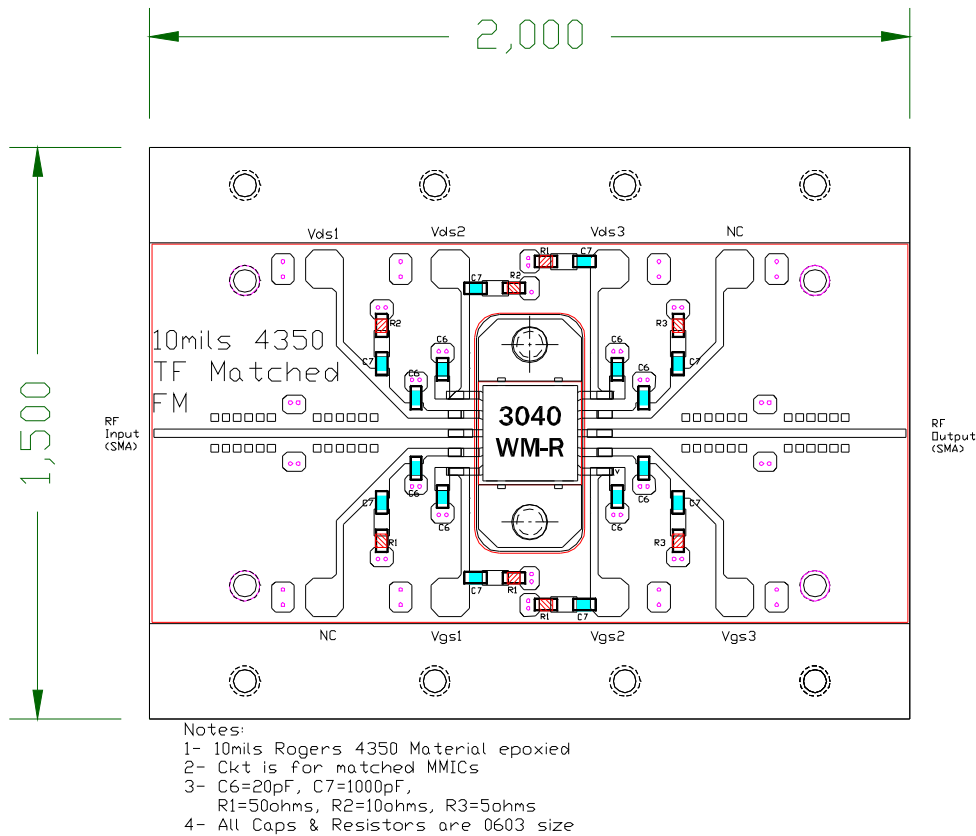 2,000
1,500
Vds1
Vds2
Vds3
NC
R1
C7
C7
R2
10mils 4350
TF Matched
FM
R2
C7
C6
C6
C6
C6
R3
C7
RF
Input
(SMA)
3040
WM-R
RF
Output
(SMA)
C7
R1
C6
C6
v
C6
C6
C7
R3
C7
R1
R1
C7
NC
Vgs1
Vgs2
Vgs3
Notes:
1- 10mils Rogers 4350 Material epoxied
2- Ckt is for matched MMICs
3- C6=20pF, C7=1000pF,
R1=50ohms, R2=10ohms, R3=5ohms
4- All Caps & Resistors are 0603 size